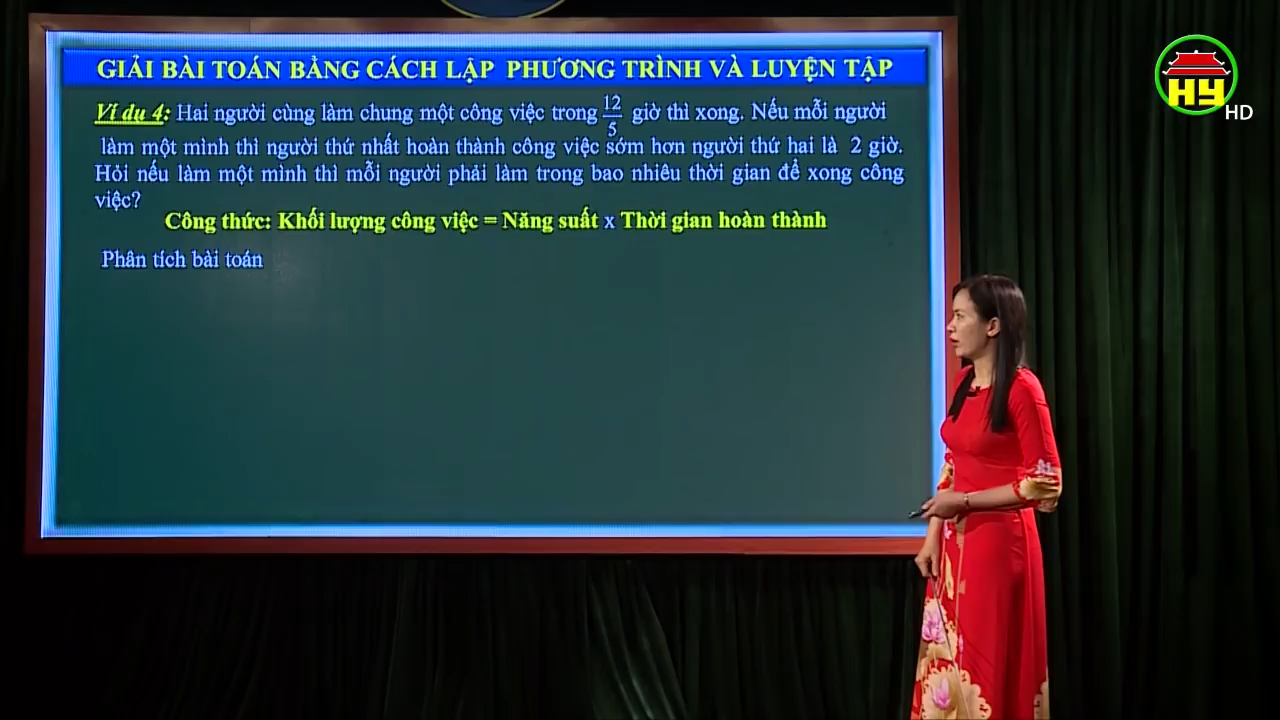 GIẢI BÀI TOÁN BẰNG CÁCH LẬP PHƯƠNG TRÌNH VÀ LUYỆN TẬP
Ví dụ 4: Hai người cùng làm chung một công việc trong 12/5 giờ thì xong. Nếu mỗi người
làm một mình thì người thứ nhất hoàn thành công việc sớm hơn người thứ hai là 2 giờ.
Hỏi nếu làm một mình thì mỗi người phải làm trong bao nhiêu thời gian để xong công
việc?
Công thức: Khối lượng công việc = Năng suất x Thời gian hoàn thành
Phân tích bài toán
HY
HD